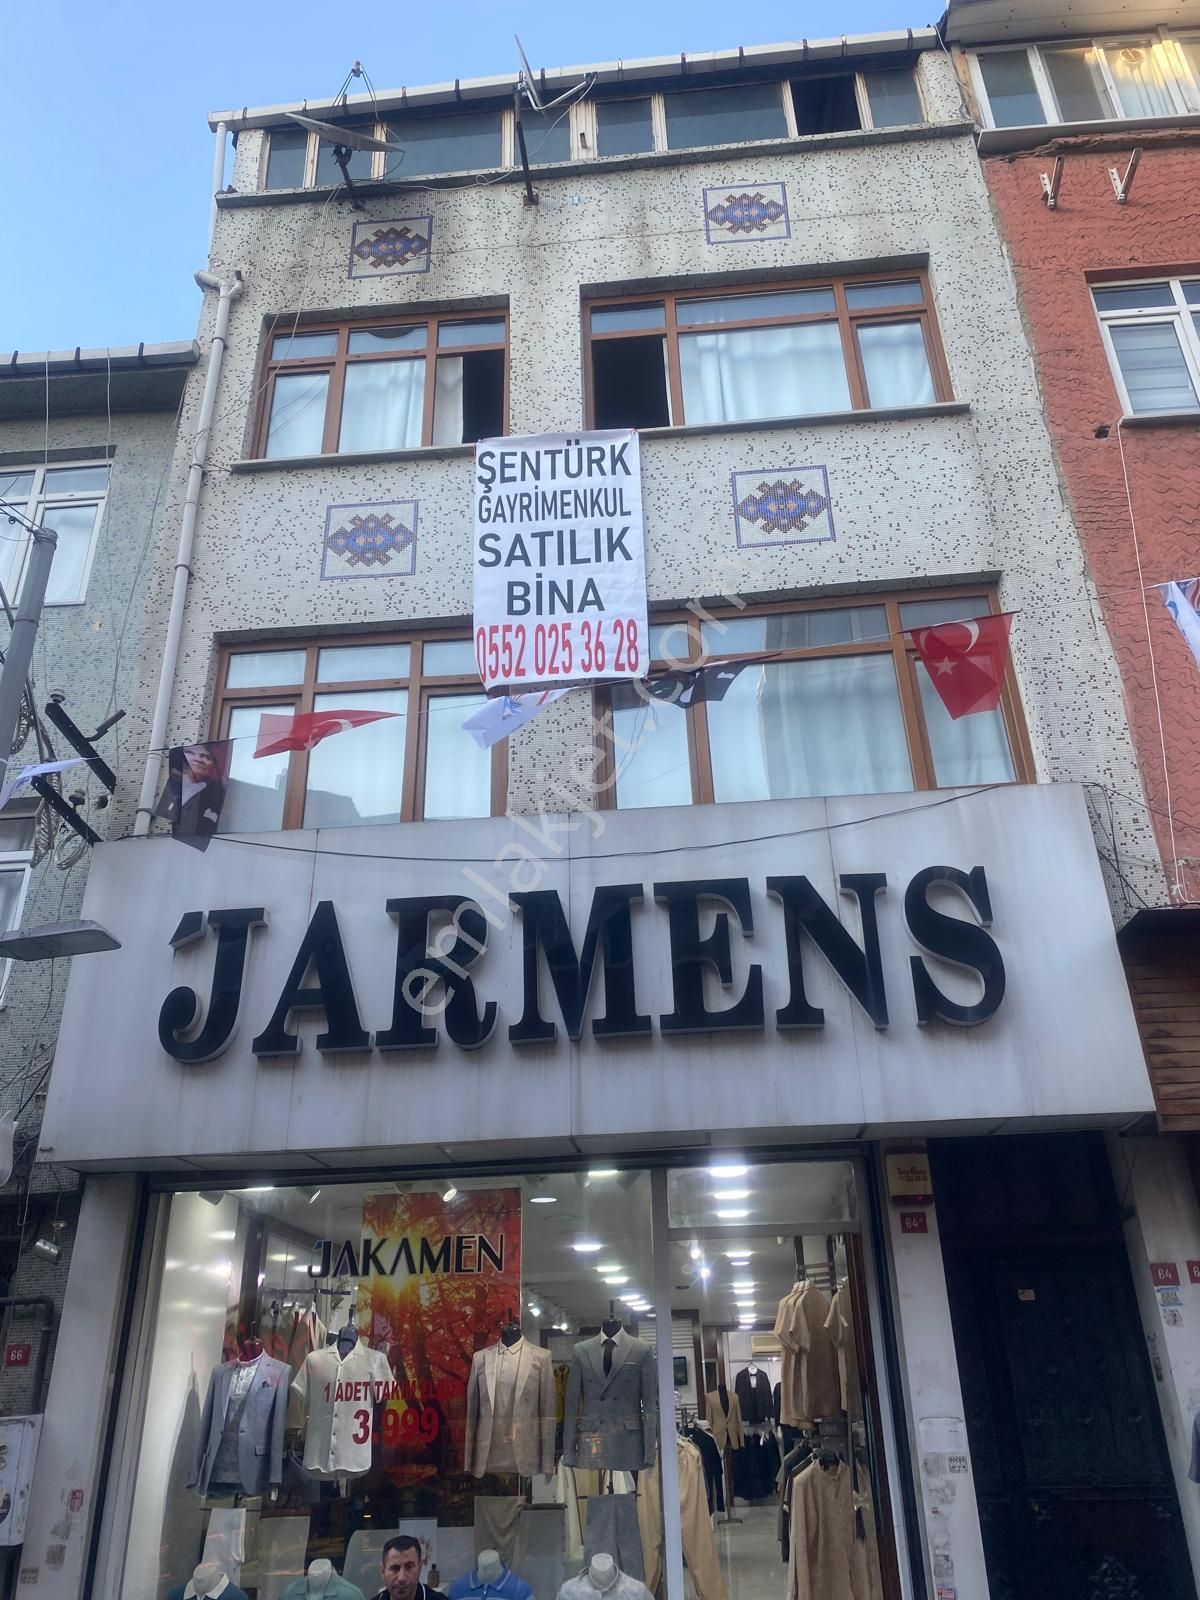 ŞENTÜRK
GAYRİMENKUL
SATILIK
BİNA
0552 025 36 28
emlakjet.com
JARMENS
JAKAMEN
64
64
66
1 ADET TAKIM
3.999